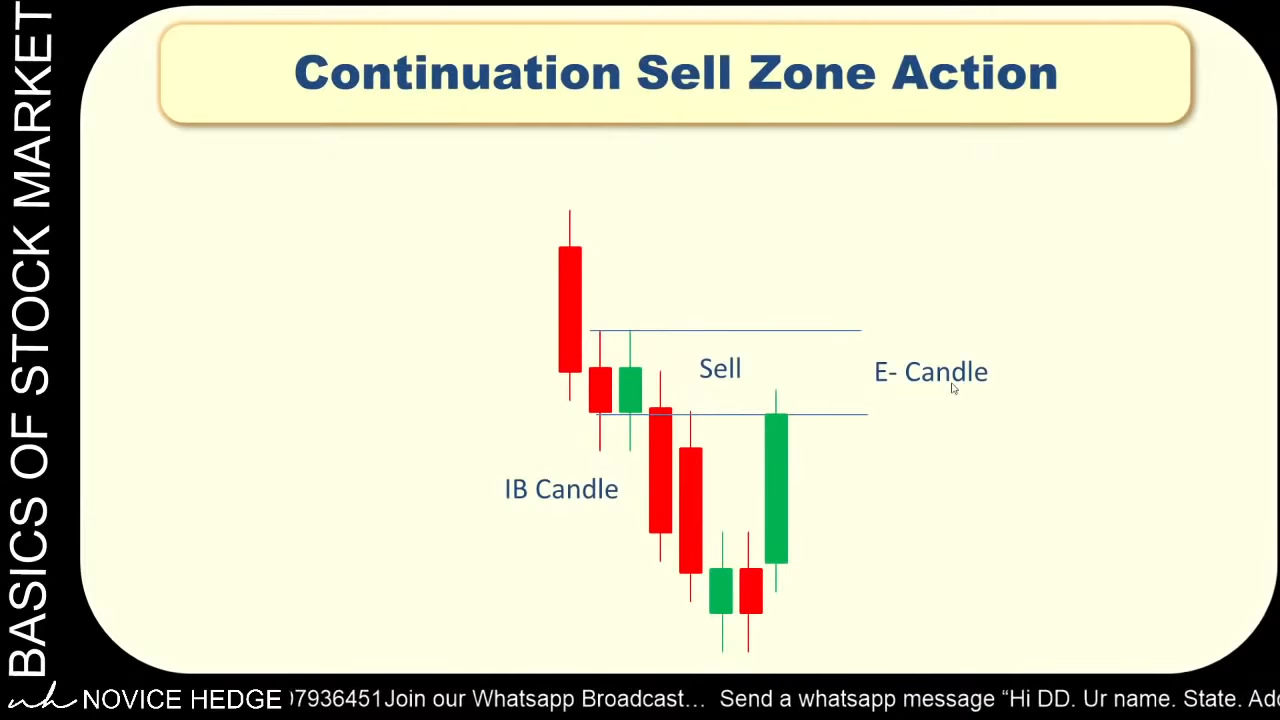 Continuation Sell Zone Action
BASICS OF STOCK MARKET
Sell
E- Candle
IB Candle
NOVICE HEDGE
07936451Join our Whatsapp Broadcast... Send a whatsapp message “Hi DD. Ur name. State. Ad